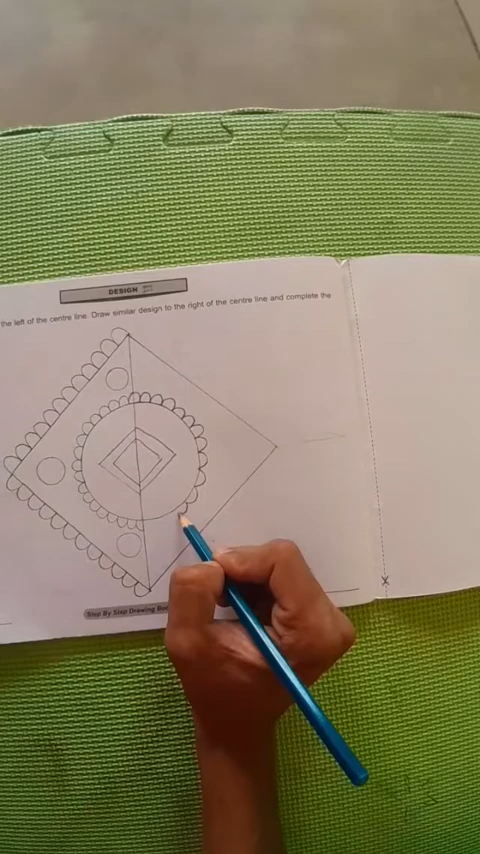 DESIGN
the left of the centre line. Draw similar design to the right of the centre line and complete the
Step By Step Drawing